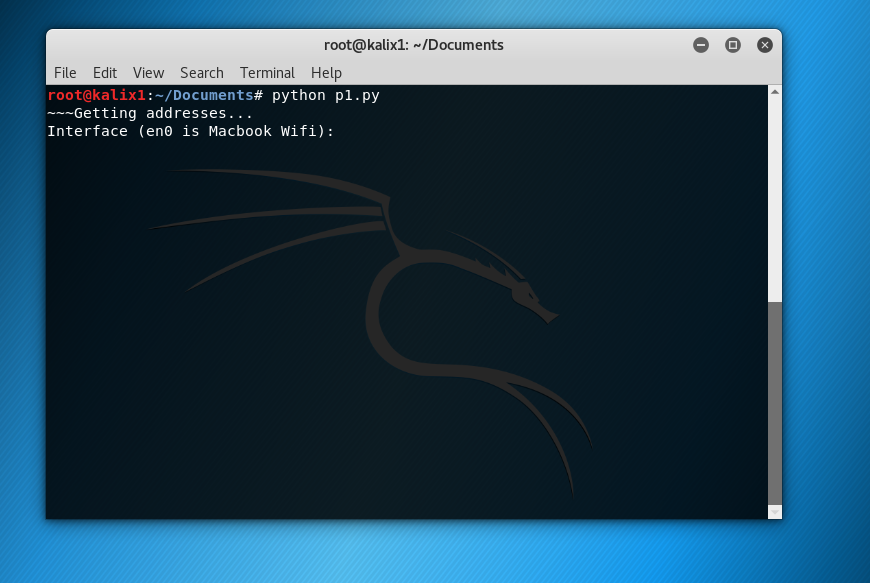 root@kalix1: ~/Documents
File Edit View Search Terminal Help
root@kalix1:~/Documents# python p1.py
~~~Getting addresses...
Interface (en0 is Macbook Wifi):